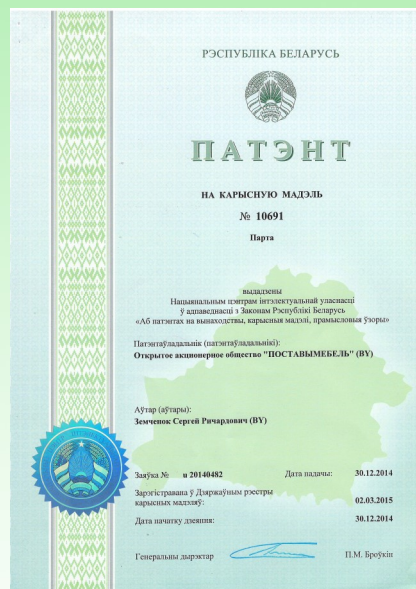 РЭСПУБЛІКА БЕЛАРУСЬ
ПАТЭНТ
НА КАРЫСНУЮ МАДЭЛЬ
№ 10691
Парта
выдадзены
Нацыянальным цэнтрам інтэлектуальнай уласнасці
ў адпаведнасці з Законам Рэспублікі Беларусь
«Аб патэнтах на вынаходствы, карысныя мадэлі, прамысловыя ўзоры»
Патэнтаўладальнік (патэнтаўладальнікі):
Открытое акционерное общество "ПОСТАВЫМЕБЕЛЬ" (BY)
Аўтар (аўтары):
Земченок Сергей Ричардович (BY)
Заяўка № u 20140482 Дата падачы: 30.12.2014
Зарэгістравана ў Дзяржаўным рэестры
карысных мадэляў: 02.03.2015
Дата пачатку дзеяння: 30.12.2014
Генеральны дырэктар П.М. Броўкін